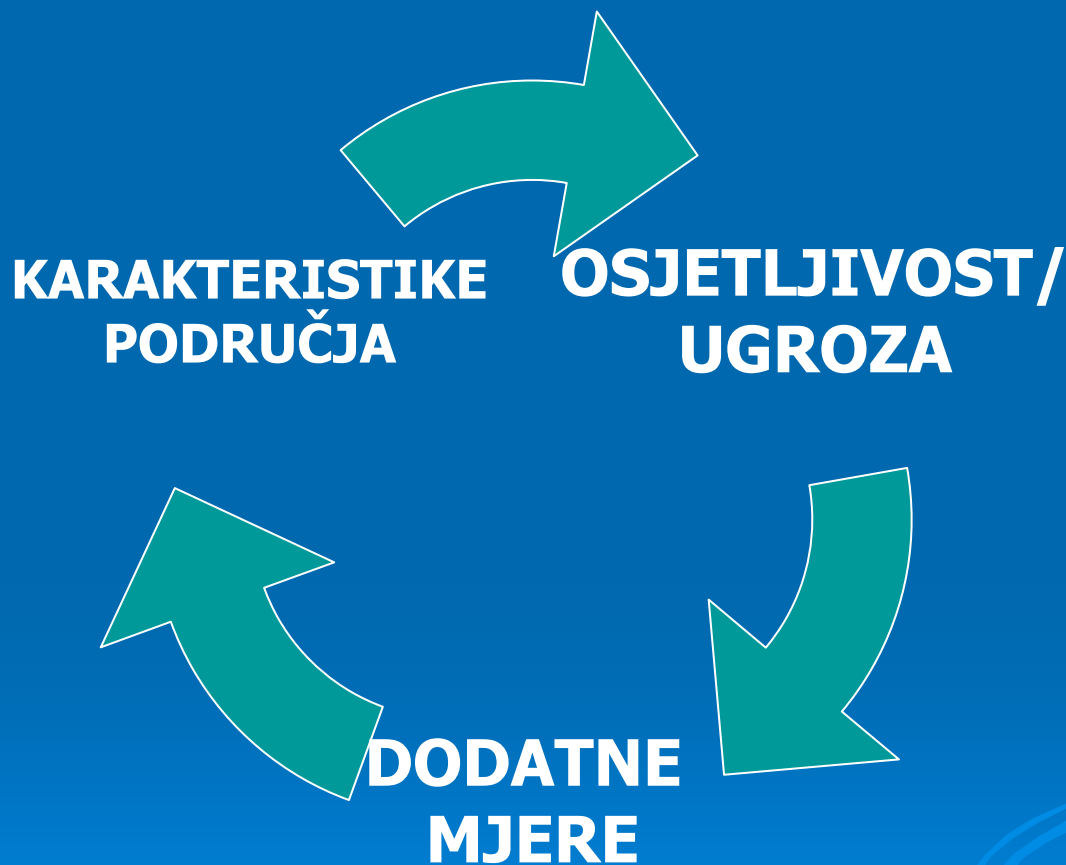 KARAKTERISTIKE
PODRUČJA
OSJETLJIVOST/
UGROZA
DODATNE
MJERE